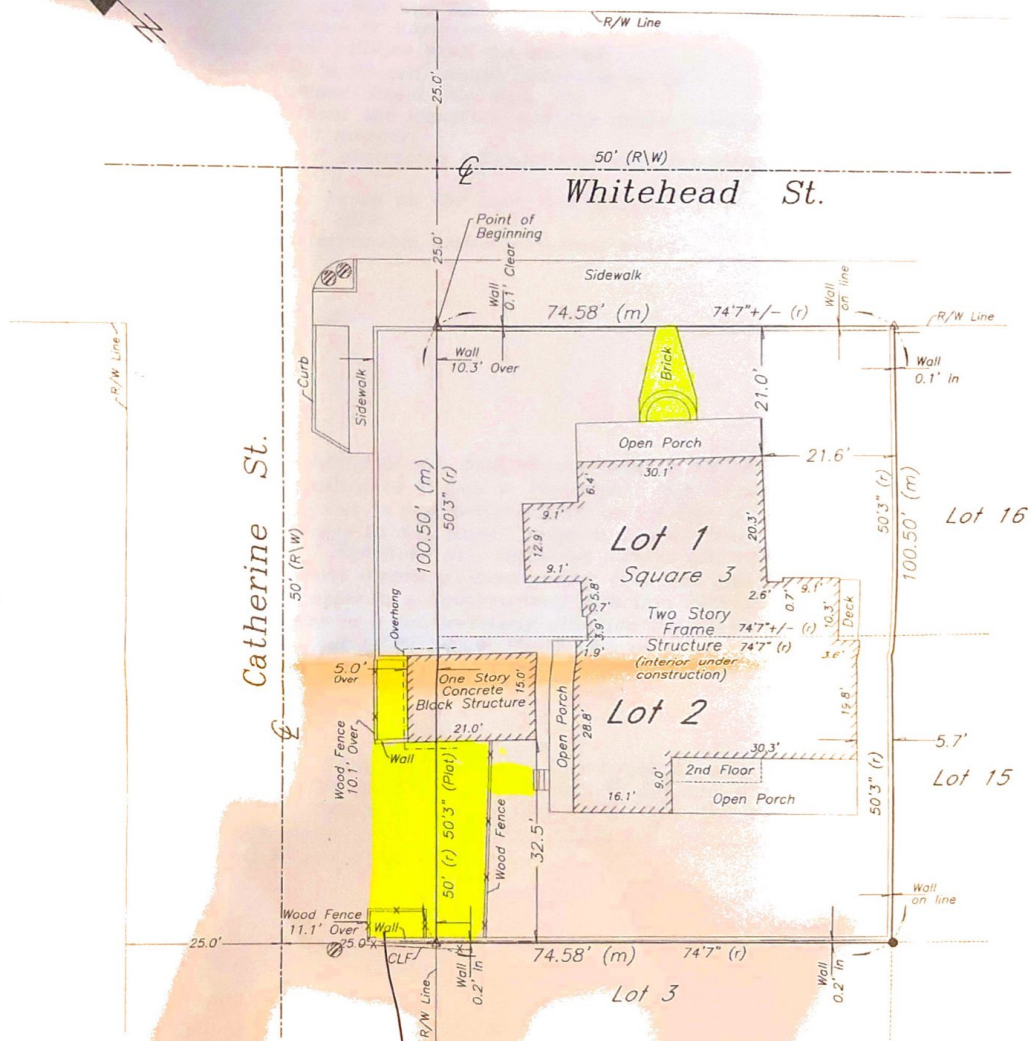 N
R/W Line
25.0'
50' (R\W)
℄
Whitehead St.
Point of
Beginning
25.0'
Wall
0.1' Clear
Sidewalk
Wall
on line
74.58' (m)
74'7"+/- (r)
R/W Line
R/W Line
Curb
Sidewalk
Wall
10.3' Over
Brick
21.0'
Wall
0.1' In
Open Porch
21.6'
30.1'
6.4'
Catherine St.
50' (R\W)
℄
100.50' (m)
50'3" (r)
9.1'
12.9'
9.1'
Lot 1
Square 3
20.3'
50'3" (r)
100.50' (m)
Lot 16
5.8'
0.7'
3.9'
1.9'
2.6'
0.7'
9.1'
10.3'
Deck
3.6'
Two Story
Frame
Structure
(interior under
construction)
74'7"+/- (r)
74'7" (r)
Overhang
5.0'
Over
One Story
Concrete
Block Structure
15.0'
21.0'
Open Porch
28.8'
Lot 2
19.8'
30.3'
5.7'
Lot 15
Wood Fence
10.1' Over
Wall
50' (r) 50'3" (Plat)
Wood Fence
32.5'
16.1'
9.0'
2nd Floor
Open Porch
50'3" (r)
Wall
on line
Wood Fence
11.1' Over
Wall
25.0'
25.0'
CLF
R/W Line
Wall
0.2' In
74.58' (m)
74'7" (r)
Wall
0.2' In
Lot 3